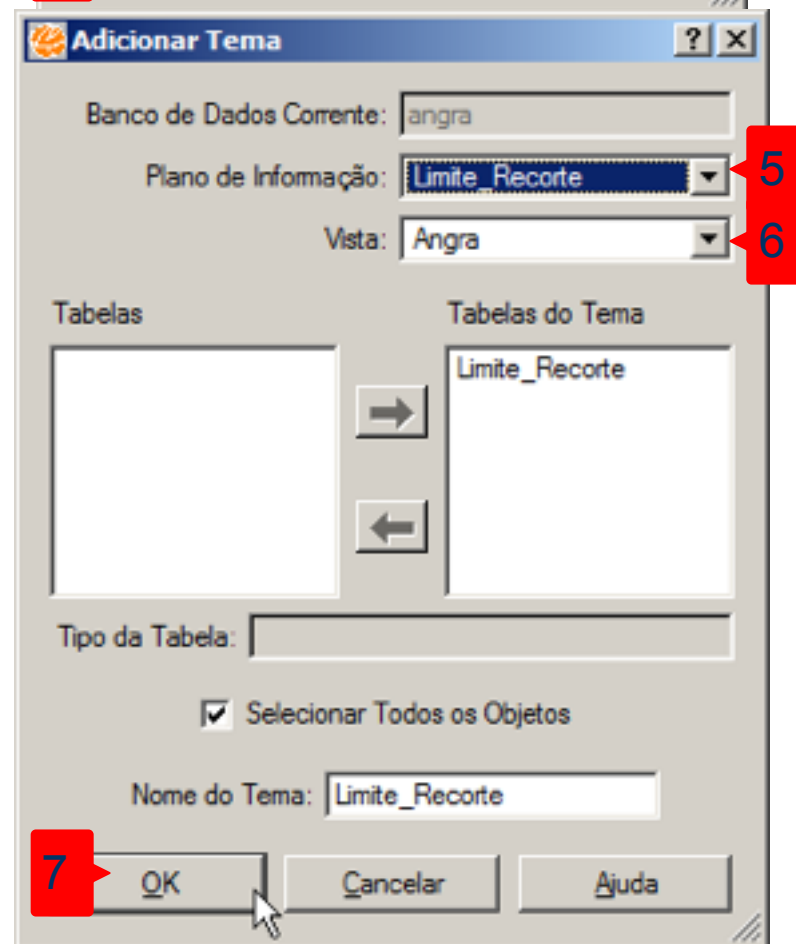 Adicionar Tema
Banco de Dados Corrente: angra
Plano de Informação: Limite_Recorte 5
Vista: Angra 6
Tabelas Tabelas do Tema
Limite_Recorte
Tipo da Tabela:
Selecionar Todos os Objetos
Nome do Tema: Limite_Recorte
7 OK Cancelar Ajuda